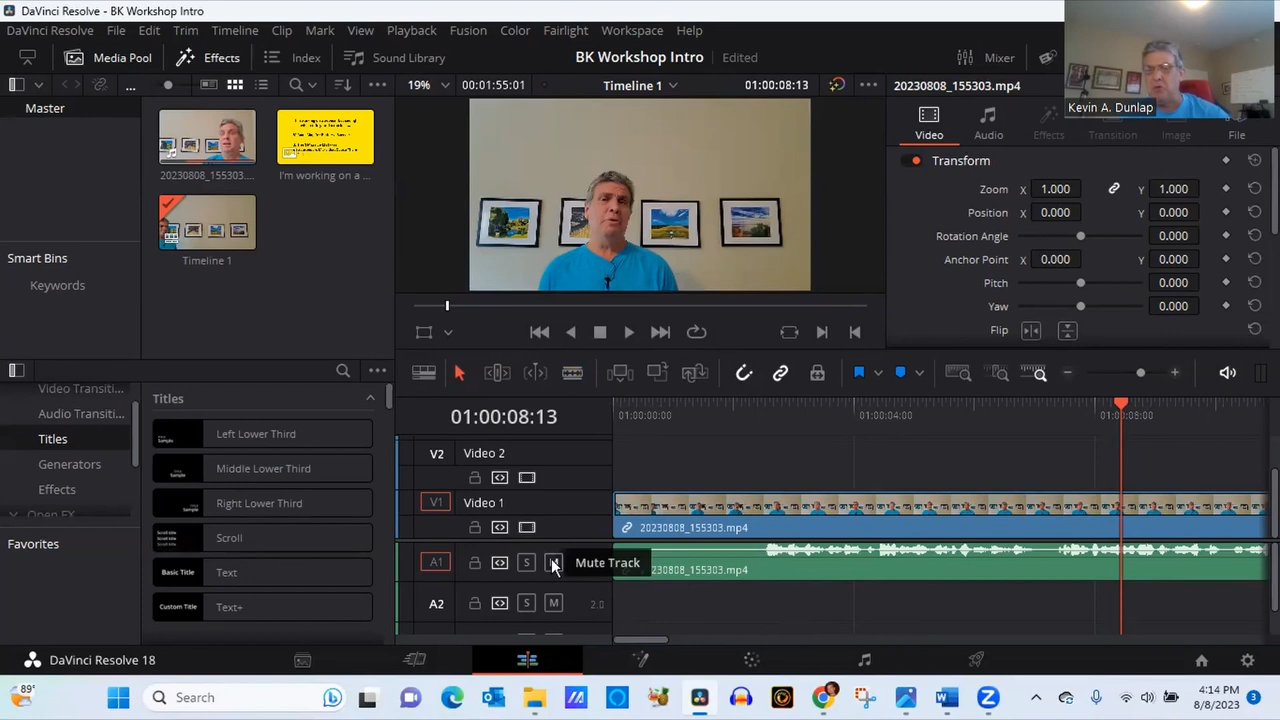 DaVinci Resolve - BK Workshop Intro
DaVinci Resolve File Edit Trim Timeline Clip Mark View Playback Fusion Color Fairlight Workspace Help
Media Pool Effects Index Sound Library BK Workshop Intro Edited Mixer
Kevin A. Dunlap
19% 00:01:55:01 Timeline 1 01:00:08:13 20230808_155303.mp4
Master
Video Audio Effects Transition Image File
Transform
20230808_155303.... I'm working on a ...
Zoom X 1.000 Y 1.000
Position X 0.000 Y 0.000
Rotation Angle 0.000
Timeline 1
Anchor Point X 0.000 Y 0.000
Smart Bins
Keywords
Pitch 0.000
Yaw 0.000
Flip
Video Transiti...
Audio Transiti...
Titles
Generators
Effects
Open FX
Favorites
Titles
Left Lower Third
Middle Lower Third
Right Lower Third
Scroll
Basic Title Text
Custom Title Text+
01:00:08:13 01:00:00:00 01:00:04:00 01:00:08:00
V2 Video 2
V1 Video 1
20230808_155303.mp4
A1 S Mute Track
80808_155303.mp4
A2 S M 2.0
DaVinci Resolve 18
89°
Search
4:14 PM
8/8/2023
3